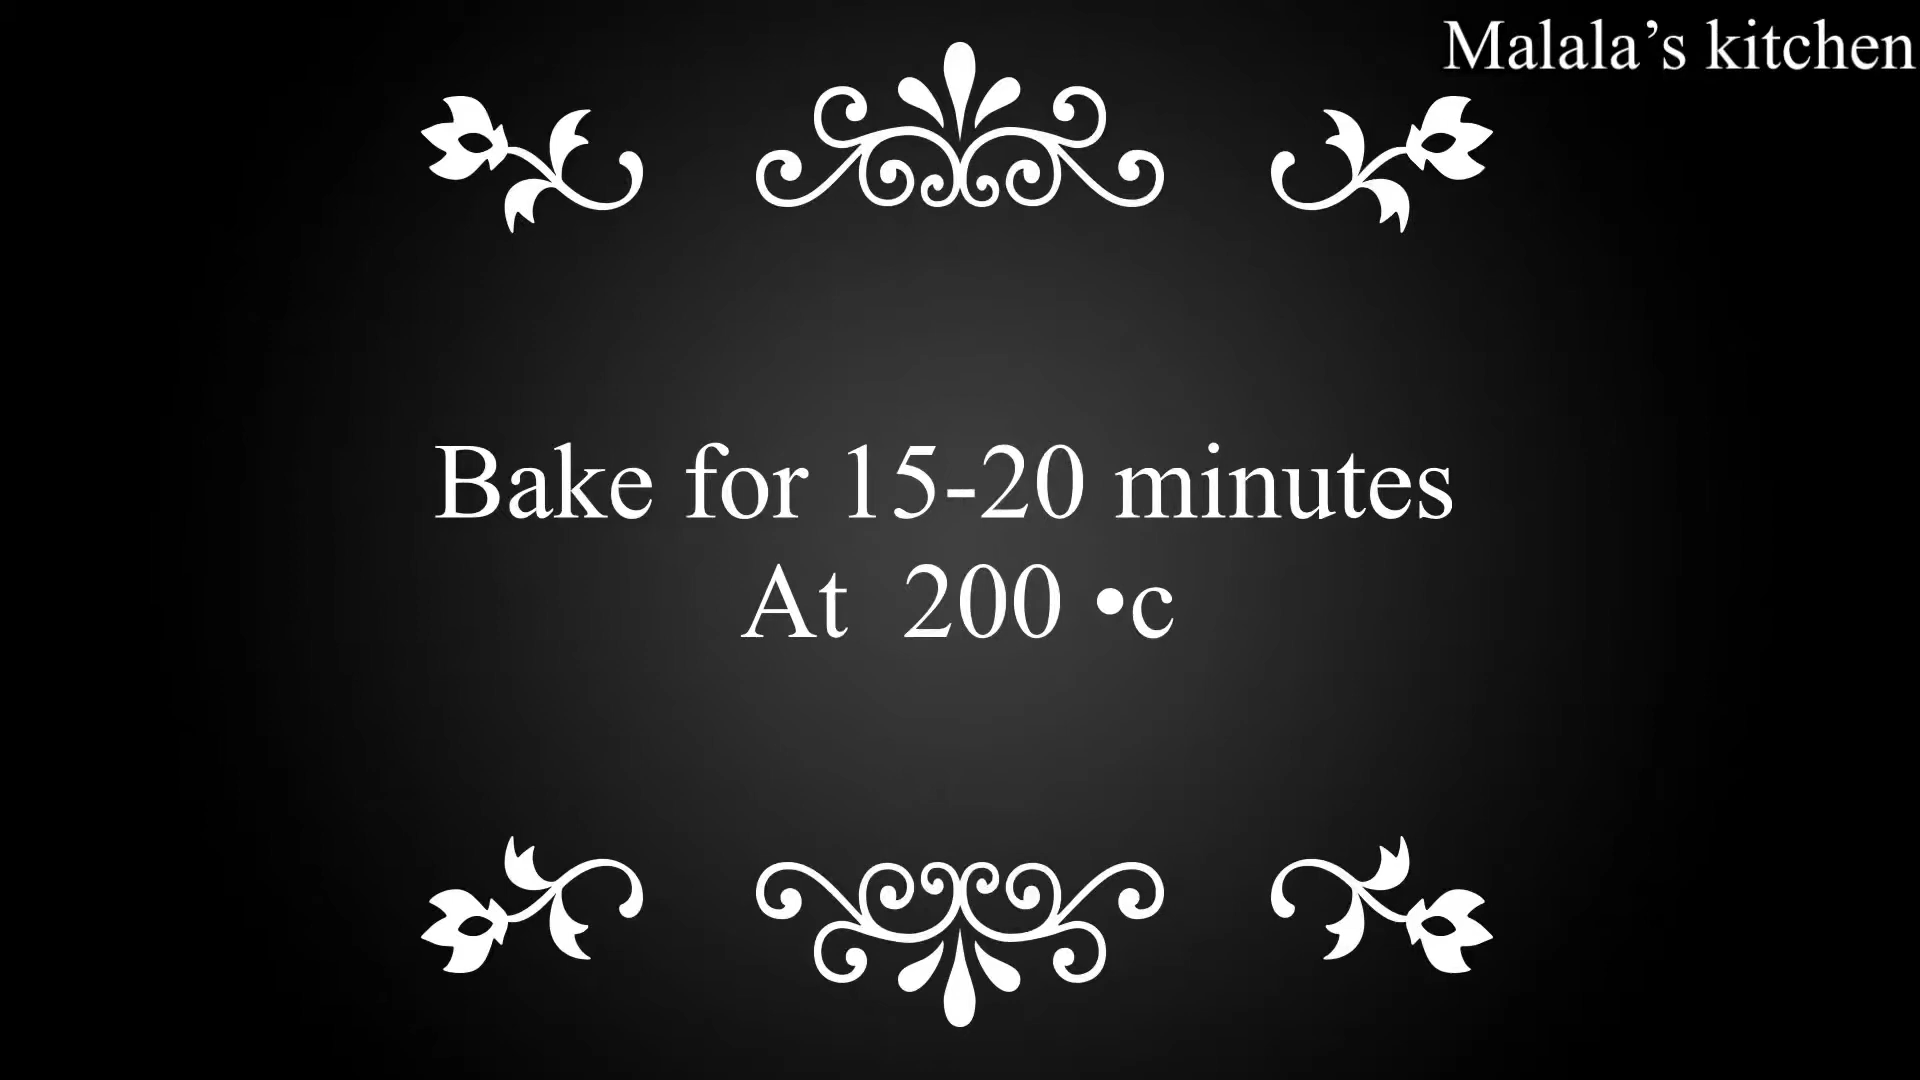 Malala’s kitchen
Bake for 15-20 minutes
At 200 •c